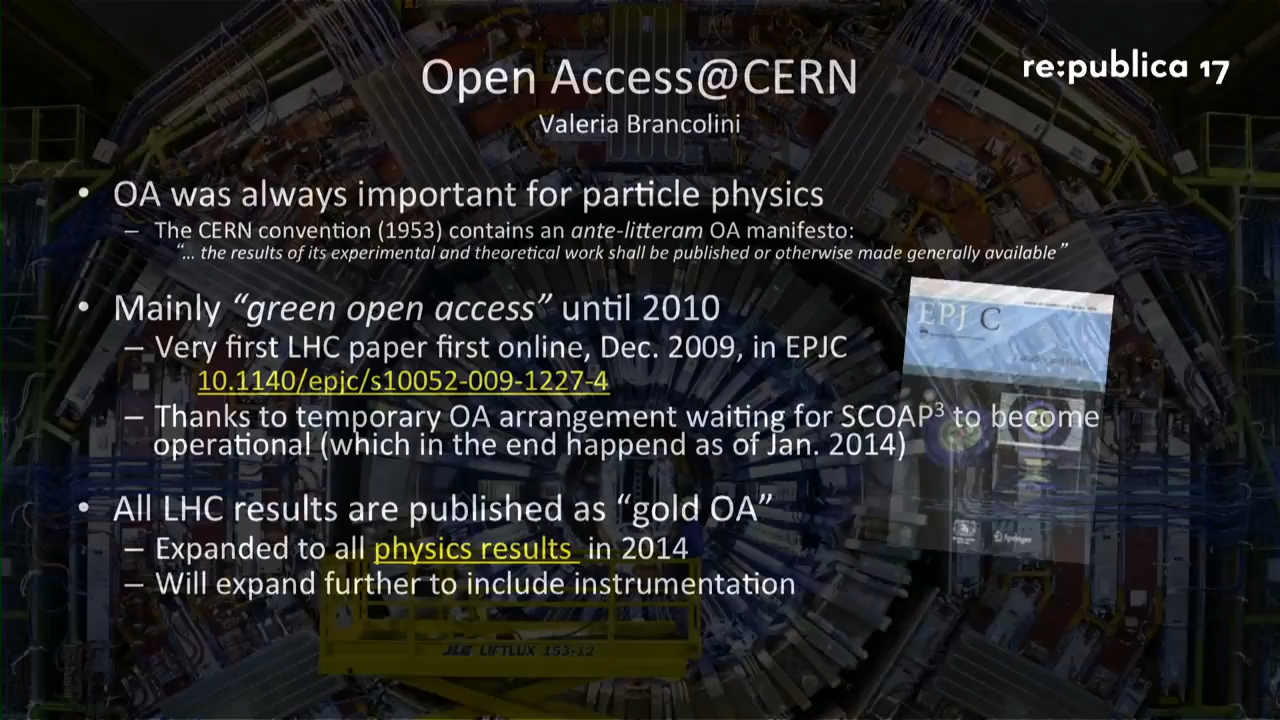 re:publica 17
Open Access@CERN
Valeria Brancolini
• OA was always important for particle physics
– The CERN convention (1953) contains an ante-litteram OA manifesto:
“… the results of its experimental and theoretical work shall be published or otherwise made generally available”
• Mainly “green open access” until 2010
– Very first LHC paper first online, Dec. 2009, in EPJC
10.1140/epjc/s10052-009-1227-4
– Thanks to temporary OA arrangement waiting for SCOAP³ to become
operational (which in the end happend as of Jan. 2014)
• All LHC results are published as “gold OA”
– Expanded to all physics results in 2014
– Will expand further to include instrumentation
EPJ C
Springer
JLG LIFTLUX 153-12